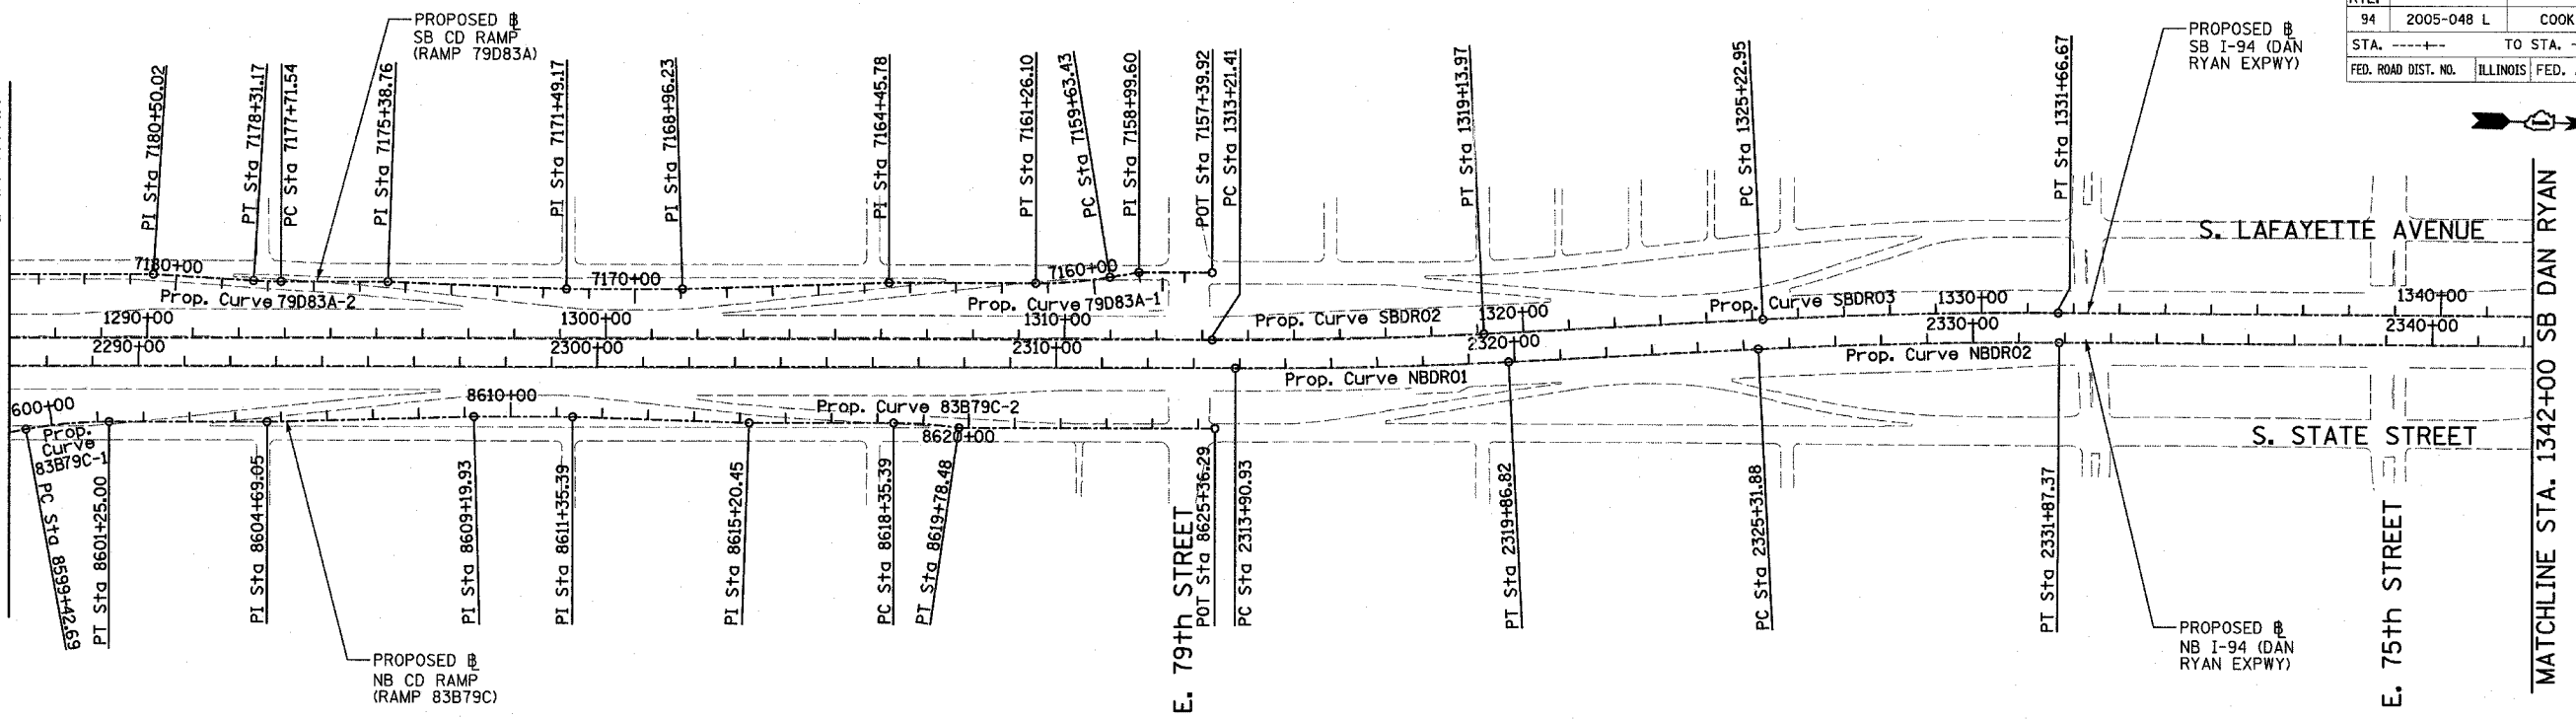 PROPOSED ⅊
SB CD RAMP
(RAMP 79D83A)
PROPOSED ⅊
SB I-94 (DAN
RYAN EXPWY)
94 2005-048 L COOK
STA. ----+-- TO STA. -
FED. ROAD DIST. NO. ILLINOIS FED.
PI Sta 7180+50.02
PT Sta 7178+31.17
PC Sta 7177+71.54
PI Sta 7175+38.76
PI Sta 7171+49.17
PI Sta 7168+96.23
PI Sta 7164+45.78
PT Sta 7161+26.10
PC Sta 7159+63.43
PI Sta 7158+99.60
POT Sta 7157+39.92
PC Sta 1313+21.41
PT Sta 1319+13.97
PC Sta 1325+22.95
PT Sta 1331+66.67
S. LAFAYETTE AVENUE
7180+00
7170+00
7160+00
Prop. Curve 79D83A-2
Prop. Curve 79D83A-1
1290+00
1300+00
1310+00
Prop. Curve SBDR02
1320+00
Prop. Curve SBDR03
1330+00
1340+00
2290+00
2300+00
2310+00
2320+00
2330+00
2340+00
Prop. Curve NBDR01
Prop. Curve NBDR02
600+00
Prop.
Curve
83B79C-1
8610+00
Prop. Curve 83B79C-2
8620+00
S. STATE STREET
PC Sta 8599+42.69
PT Sta 8601+25.00
PI Sta 8604+69.05
PI Sta 8609+19.93
PI Sta 8611+35.39
PI Sta 8615+20.45
PC Sta 8618+35.39
PT Sta 8619+78.48
E. 79th STREET
POT Sta 8625+36.29
PC Sta 2313+90.93
PT Sta 2319+86.82
PC Sta 2325+31.88
PT Sta 2331+87.37
E. 75th STREET
MATCHLINE STA. 1342+00 SB DAN RYAN
PROPOSED ⅊
NB CD RAMP
(RAMP 83B79C)
PROPOSED ⅊
NB I-94 (DAN
RYAN EXPWY)